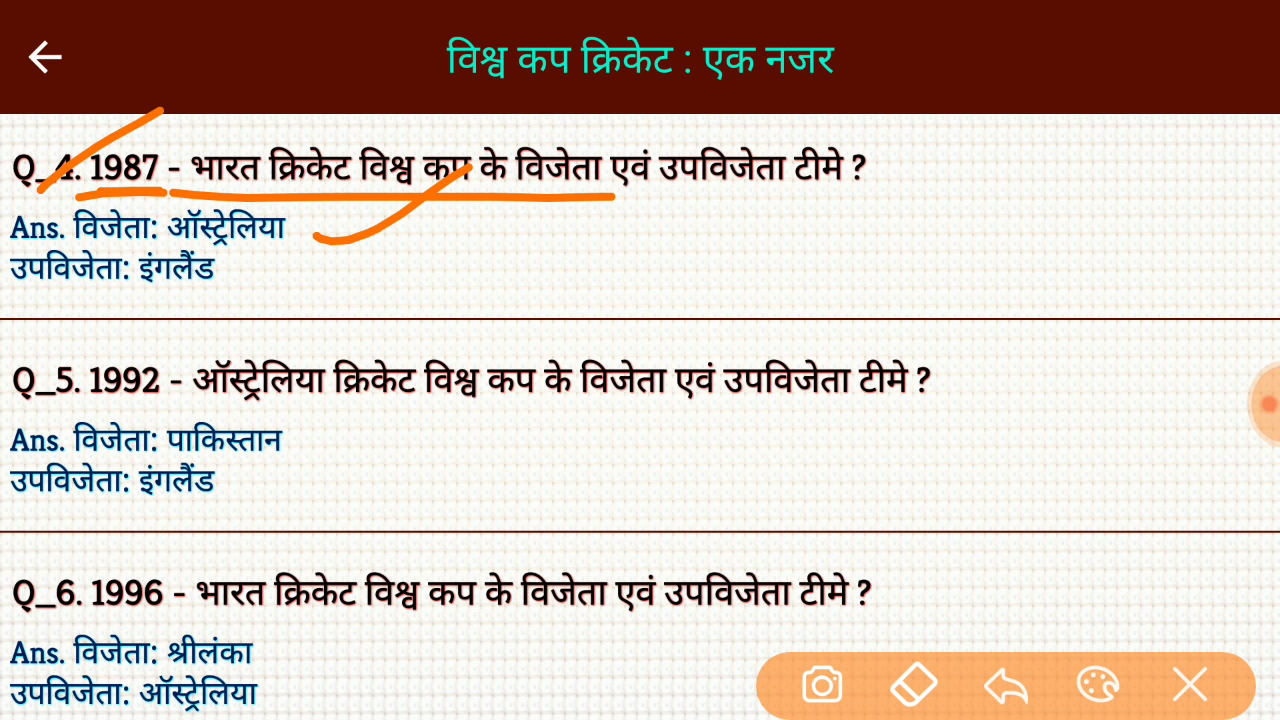 विश्व कप क्रिकेट : एक नजर
Q_4. 1987 - भारत क्रिकेट विश्व कप के विजेता एवं उपविजेता टीमे ?
Ans. विजेता: ऑस्ट्रेलिया
उपविजेता: इंगलैंड
Q_5. 1992 - ऑस्ट्रेलिया क्रिकेट विश्व कप के विजेता एवं उपविजेता टीमे ?
Ans. विजेता: पाकिस्तान
उपविजेता: इंगलैंड
Q_6. 1996 - भारत क्रिकेट विश्व कप के विजेता एवं उपविजेता टीमे ?
Ans. विजेता: श्रीलंका
उपविजेता: ऑस्ट्रेलिया